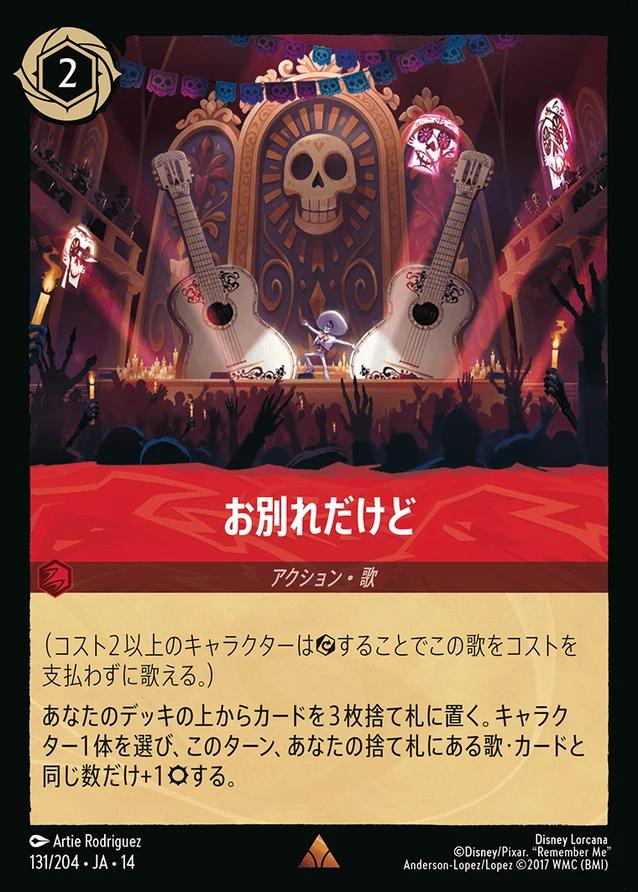 2
お別れだけど
アクション・歌
(コスト2以上のキャラクターはすることでこの歌をコストを
支払わずに歌える。)
あなたのデッキの上からカードを3枚捨て札に置く。キャラク
ター1体を選び、このターン、あなたの捨て札にある歌・カードと
同じ数だけ+1する。
Artie Rodriguez
131/204・JA・14
Disney Lorcana
©Disney/Pixar. “Remember Me”
Anderson-Lopez/Lopez ©2017 WMC (BMI)